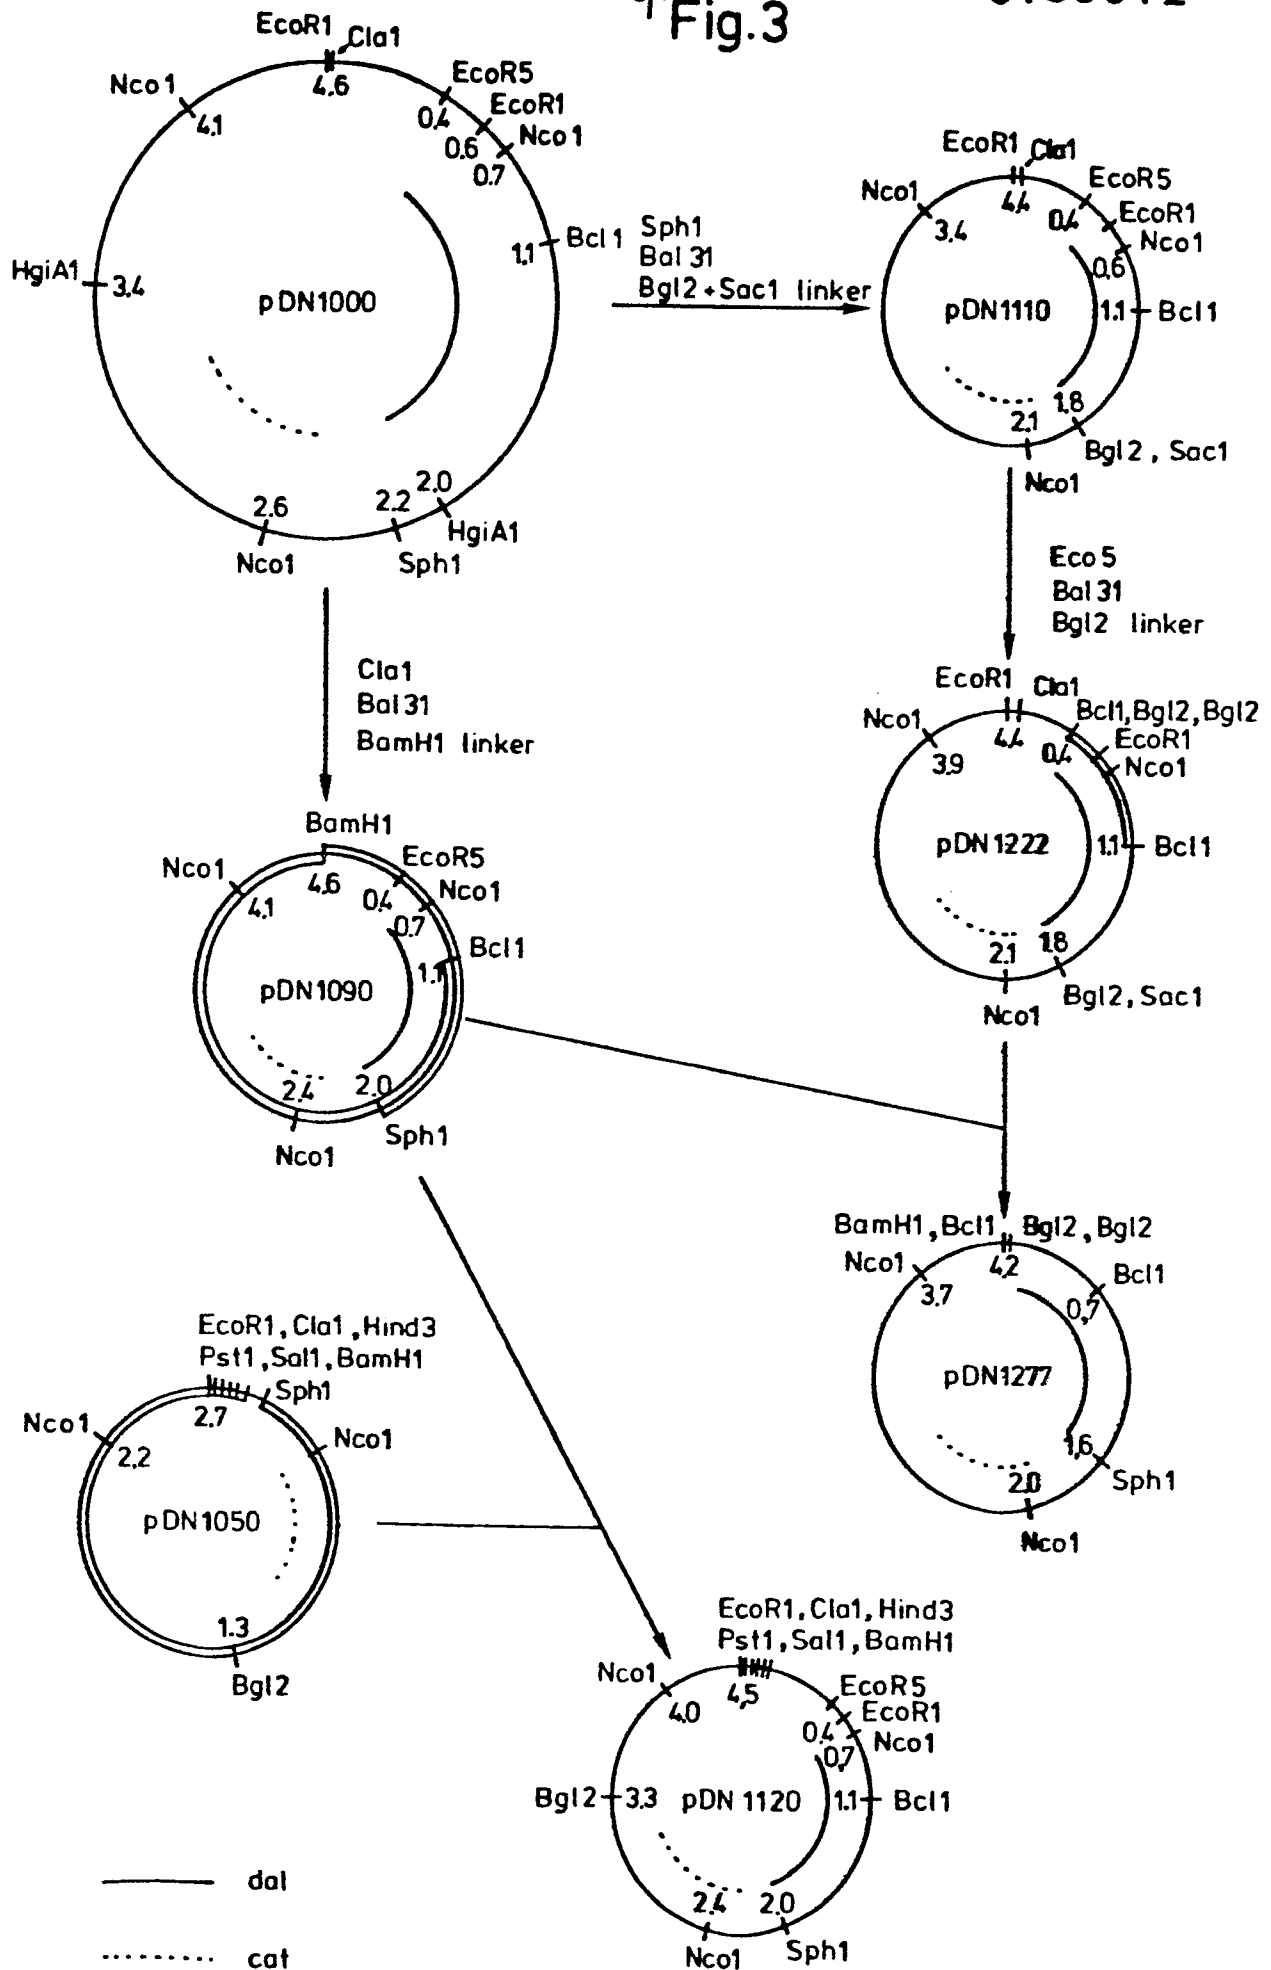 Fig.3
EcoR1
Cla1
4.6
EcoR5
0.4
EcoR1
0.6
Nco1
0.7
Nco1
4.1
Bcl1
1.1
HgiA1
3.4
pDN1000
2.0
HgiA1
2.2
Sph1
2.6
Nco1
Sph1
Bal31
Bgl2+Sac1 linker
EcoR1
Cla1
4.4
EcoR5
0.4
EcoR1
Nco1
0.6
Nco1
3.4
pDN1110
1.1
Bcl1
1.8
Bgl2, Sac1
2.1
Nco1
Eco5
Bal31
Bgl2 linker
Cla1
Bal31
BamH1 linker
EcoR1
Cla1
4.4
Bcl1,Bgl2,Bgl2
0.4
EcoR1
Nco1
Nco1
3.9
pDN1222
1.1
Bcl1
1.8
Bgl2, Sac1
2.1
Nco1
BamH1
4.6
EcoR5
0.4
Nco1
0.7
Nco1
4.1
Bcl1
1.1
pDN1090
2.0
Sph1
2.4
Nco1
BamH1,Bcl1
Bgl2,Bgl2
4.2
Nco1
3.7
Bcl1
0,7
pDN1277
1,6
Sph1
2.0
Nco1
EcoR1,Cla1,Hind3
Pst1,Sal1,BamH1
Sph1
2.7
Nco1
2,2
Nco1
pDN1050
1.3
Bgl2
EcoR1,Cla1,Hind3
Pst1,Sal1,BamH1
4,5
Nco1
4.0
EcoR5
EcoR1
0.4
Nco1
0,7
Bgl2
3.3
pDN 1120
1.1
Bcl1
2.4
Nco1
2.0
Sph1
dal
cat